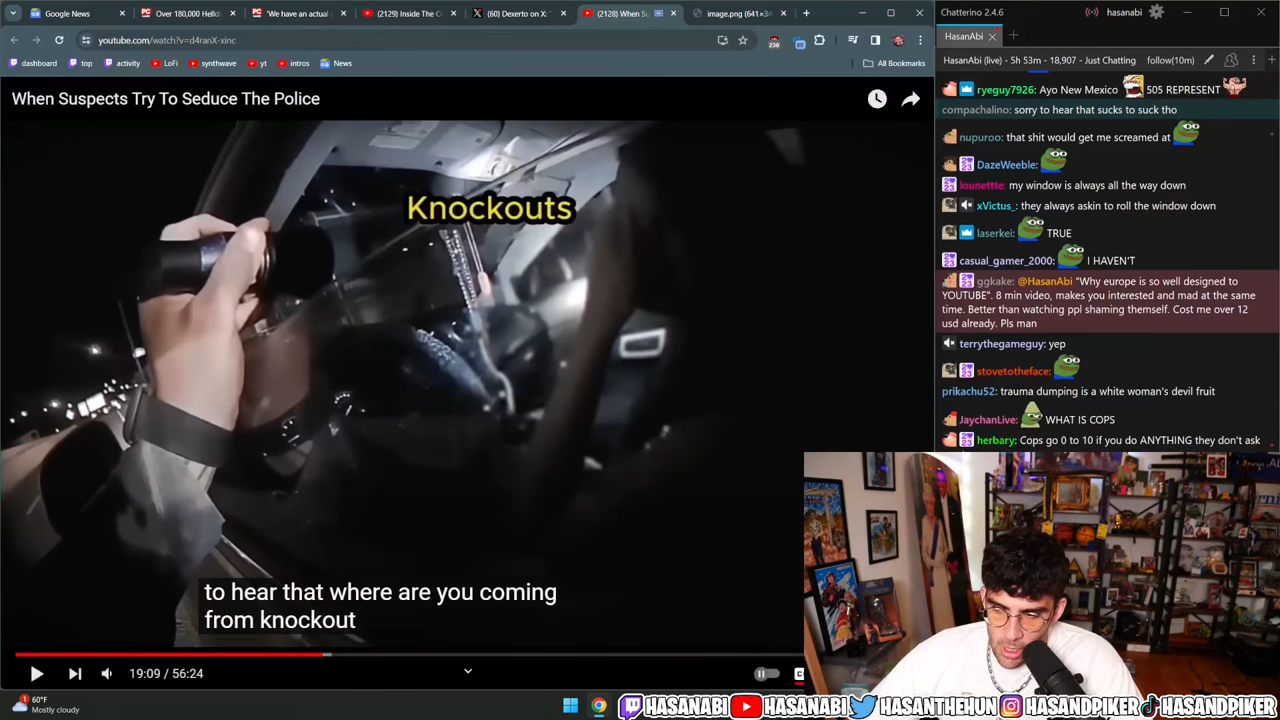 Google News
Over 180,000 Helld
"We have an actual
(2129) Inside The C
(60) Dexerto on X:
(2128) When Su
image.png (641×34
youtube.com/watch?v=d4ranX-xinc
230
dashboard
top
activity
LoFi
synthwave
yt
intros
News
All Bookmarks
When Suspects Try To Seduce The Police
Knockouts
to hear that where are you coming
from knockout
19:09 / 56:24
60°F
Mostly cloudy
Chatterino 2.4.6
hasanabi
HasanAbi
HasanAbi (live) - 5h 53m - 18,907 - Just Chatting
follow(10m)
ryeguy7926: Ayo New Mexico 505 REPRESENT
compachalino: sorry to hear that sucks to suck tho
nupuroo: that shit would get me screamed at
DazeWeeble:
lounettte: my window is always all the way down
xVictus_: they always askin to roll the window down
laserkei: TRUE
casual_gamer_2000: I HAVEN'T
ggkake: @HasanAbi "Why europe is so well designed to
YOUTUBE". 8 min video, makes you interested and mad at the same
time. Better than watching ppl shaming themself. Cost me over 12
usd already. Pls man
terrythegameguy: yep
stovetotheface:
prikachu52: trauma dumping is a white woman's devil fruit
JaychanLive: WHAT IS COPS
herbary: Cops go 0 to 10 if you do ANYTHING they don't ask
HASANABI HASANABI HASANTHEHUN HASANDPIKER HASANDPIKER